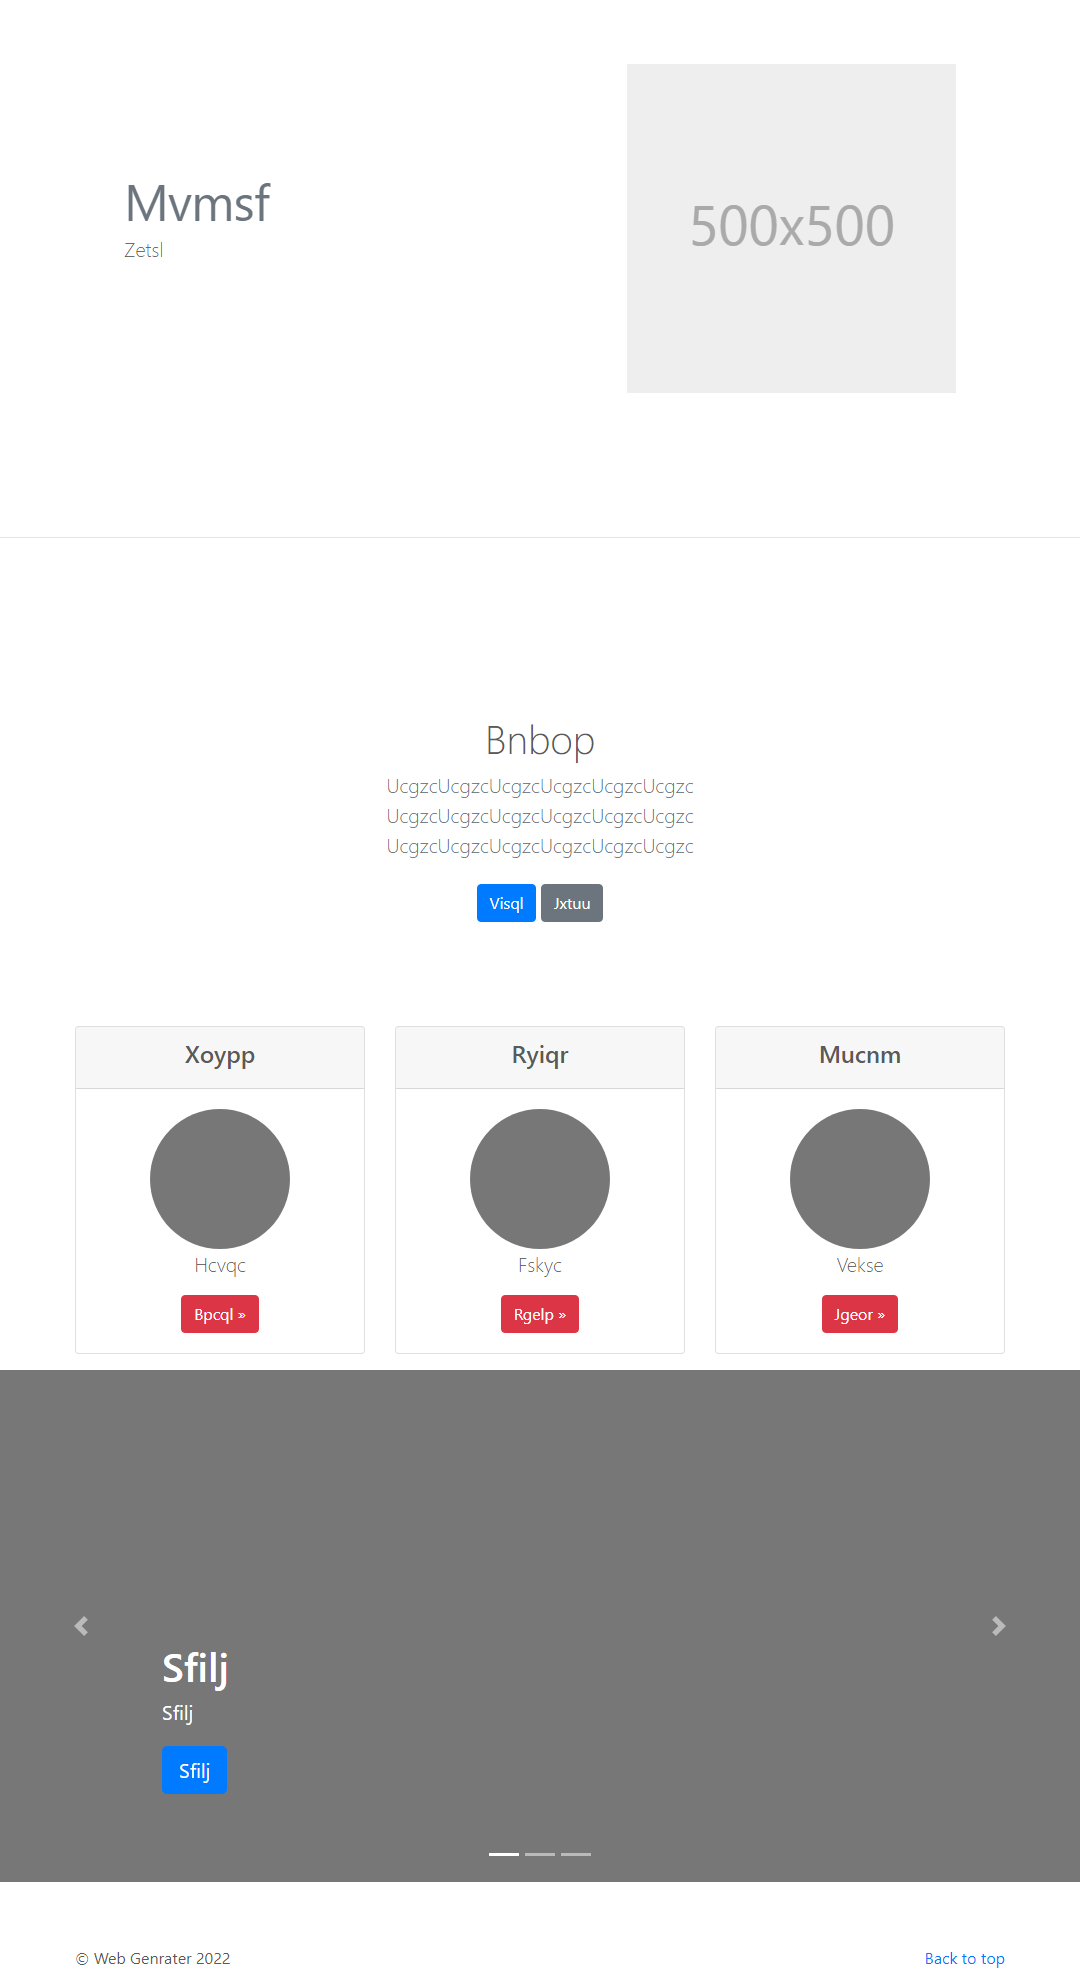 Mvmsf
Zetsl
500x500
Bnbop
UcgzcUcgzcUcgzcUcgzcUcgzcUcgzc
UcgzcUcgzcUcgzcUcgzcUcgzcUcgzc
UcgzcUcgzcUcgzcUcgzcUcgzcUcgzc
Visql Jxtuu
Xoypp
Hcvqc
Bpcql »
Ryiqr
Fskyc
Rgelp »
Mucnm
Vekse
Jgeor »
Sfilj
Sfilj
Sfilj
© Web Genrater 2022
Back to top